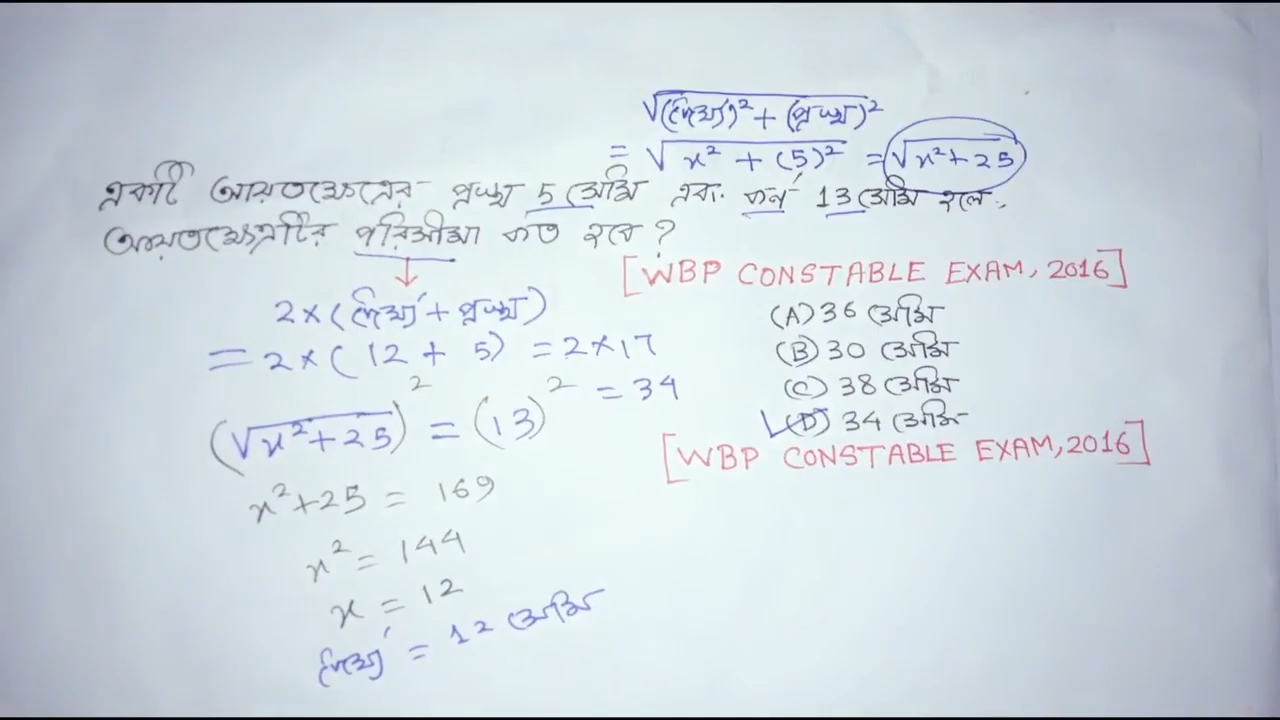 √(দৈর্ঘ্য)² + (প্রস্থ)²
= √x² + (5)² = √x² + 25
একটি আয়তক্ষেত্রের প্রস্থ 5 সেমি এবং কর্ণ 13 সেমি হলে,
আয়তক্ষেত্রটির পরিসীমা কত হবে ?
[WBP CONSTABLE EXAM, 2016]
2×(দৈর্ঘ্য + প্রস্থ)
= 2×( 12 + 5) = 2×17
= 34
(√x²+25)² = (13)²
x²+25 = 169
x² = 144
x = 12
দৈর্ঘ্য = 12 সেমি
(A) 36 সেমি
(B) 30 সেমি
(C) 38 সেমি
(D) 34 সেমি
[WBP CONSTABLE EXAM, 2016]